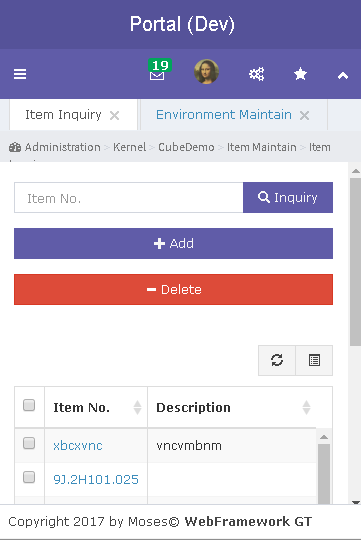 Portal (Dev)
19
Item Inquiry
Environment Maintain
Administration > Kernel > CubeDemo > Item Maintain > Item
Item No.
Inquiry
Add
Delete
Item No. Description
xbcxvnc vncvmbnm
9J.2H101.025
Copyright 2017 by Moses© WebFramework GT